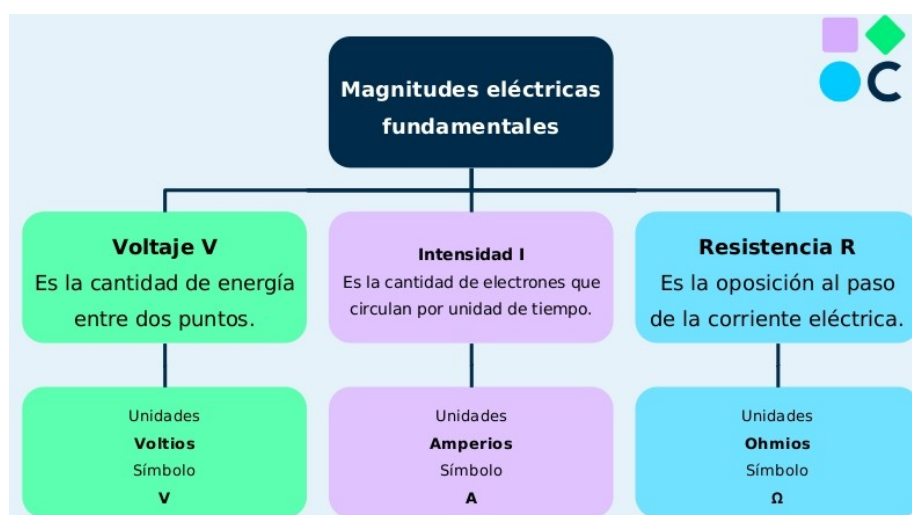 Magnitudes eléctricas
fundamentales
Voltaje V
Es la cantidad de energía
entre dos puntos.
Intensidad I
Es la cantidad de electrones que
circulan por unidad de tiempo.
Resistencia R
Es la oposición al paso
de la corriente eléctrica.
Unidades
Voltios
Símbolo
V
Unidades
Amperios
Símbolo
A
Unidades
Ohmios
Símbolo
Ω